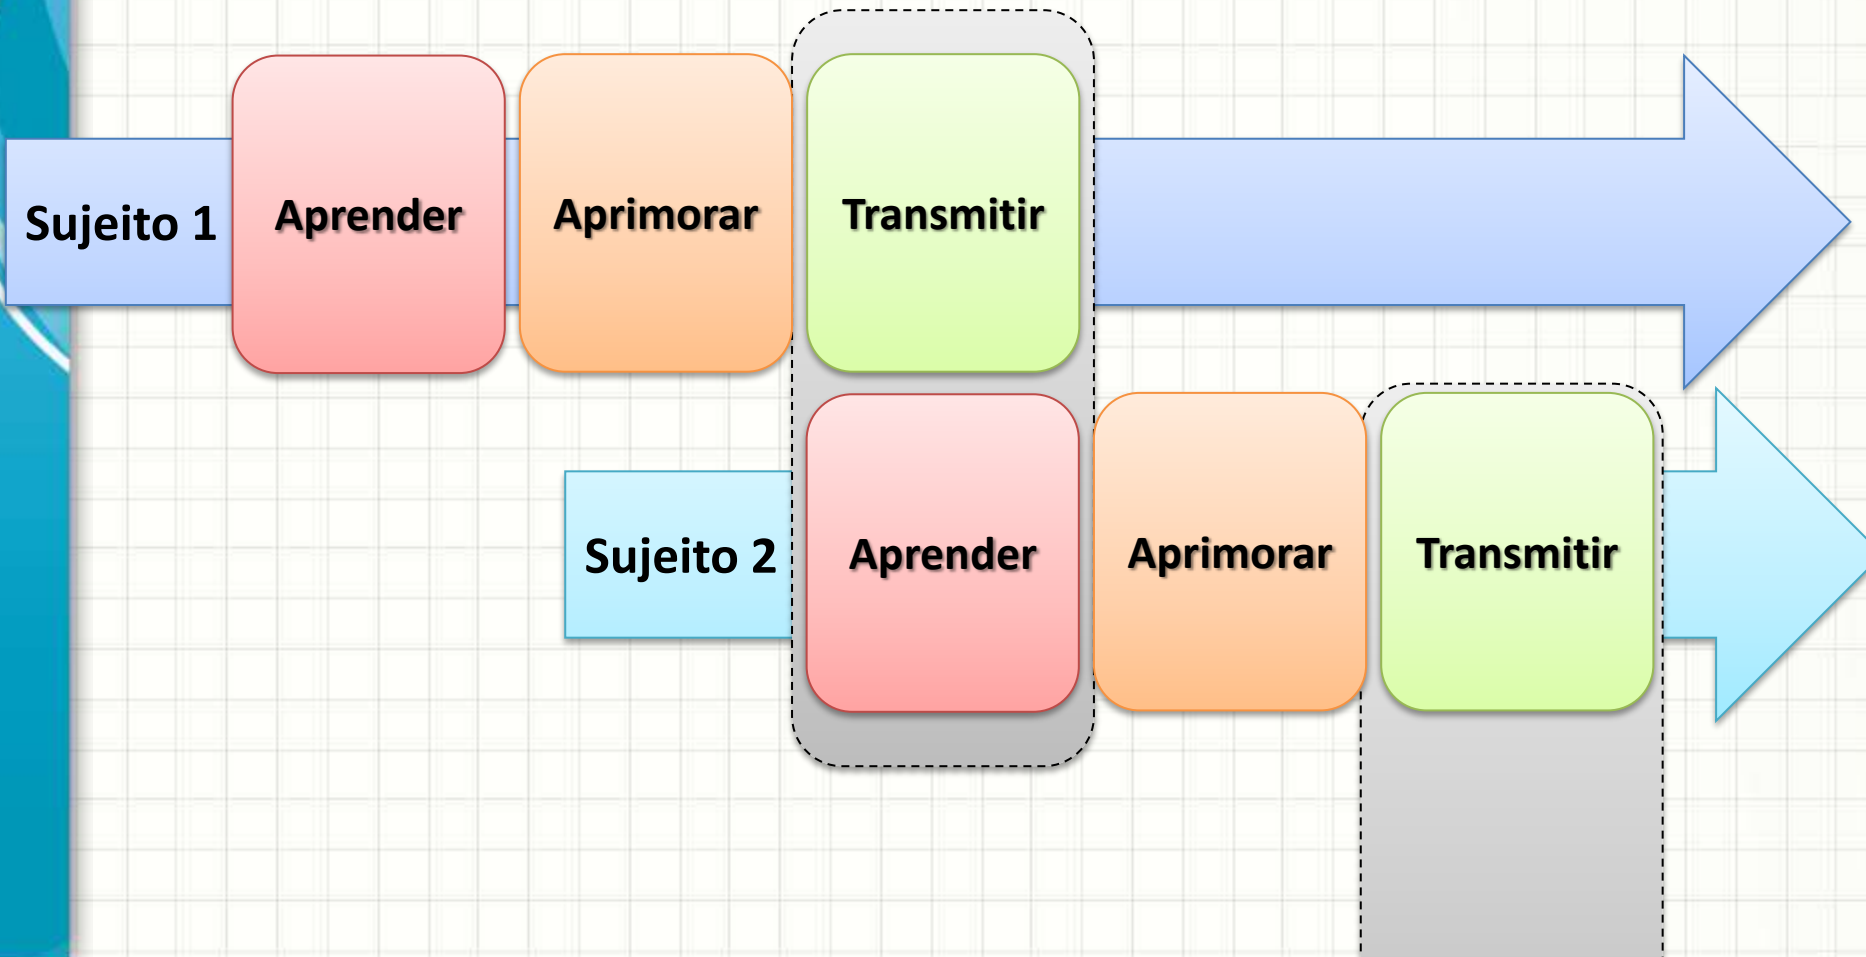 Sujeito 1
Aprender
Aprimorar
Transmitir
Sujeito 2
Aprender
Aprimorar
Transmitir